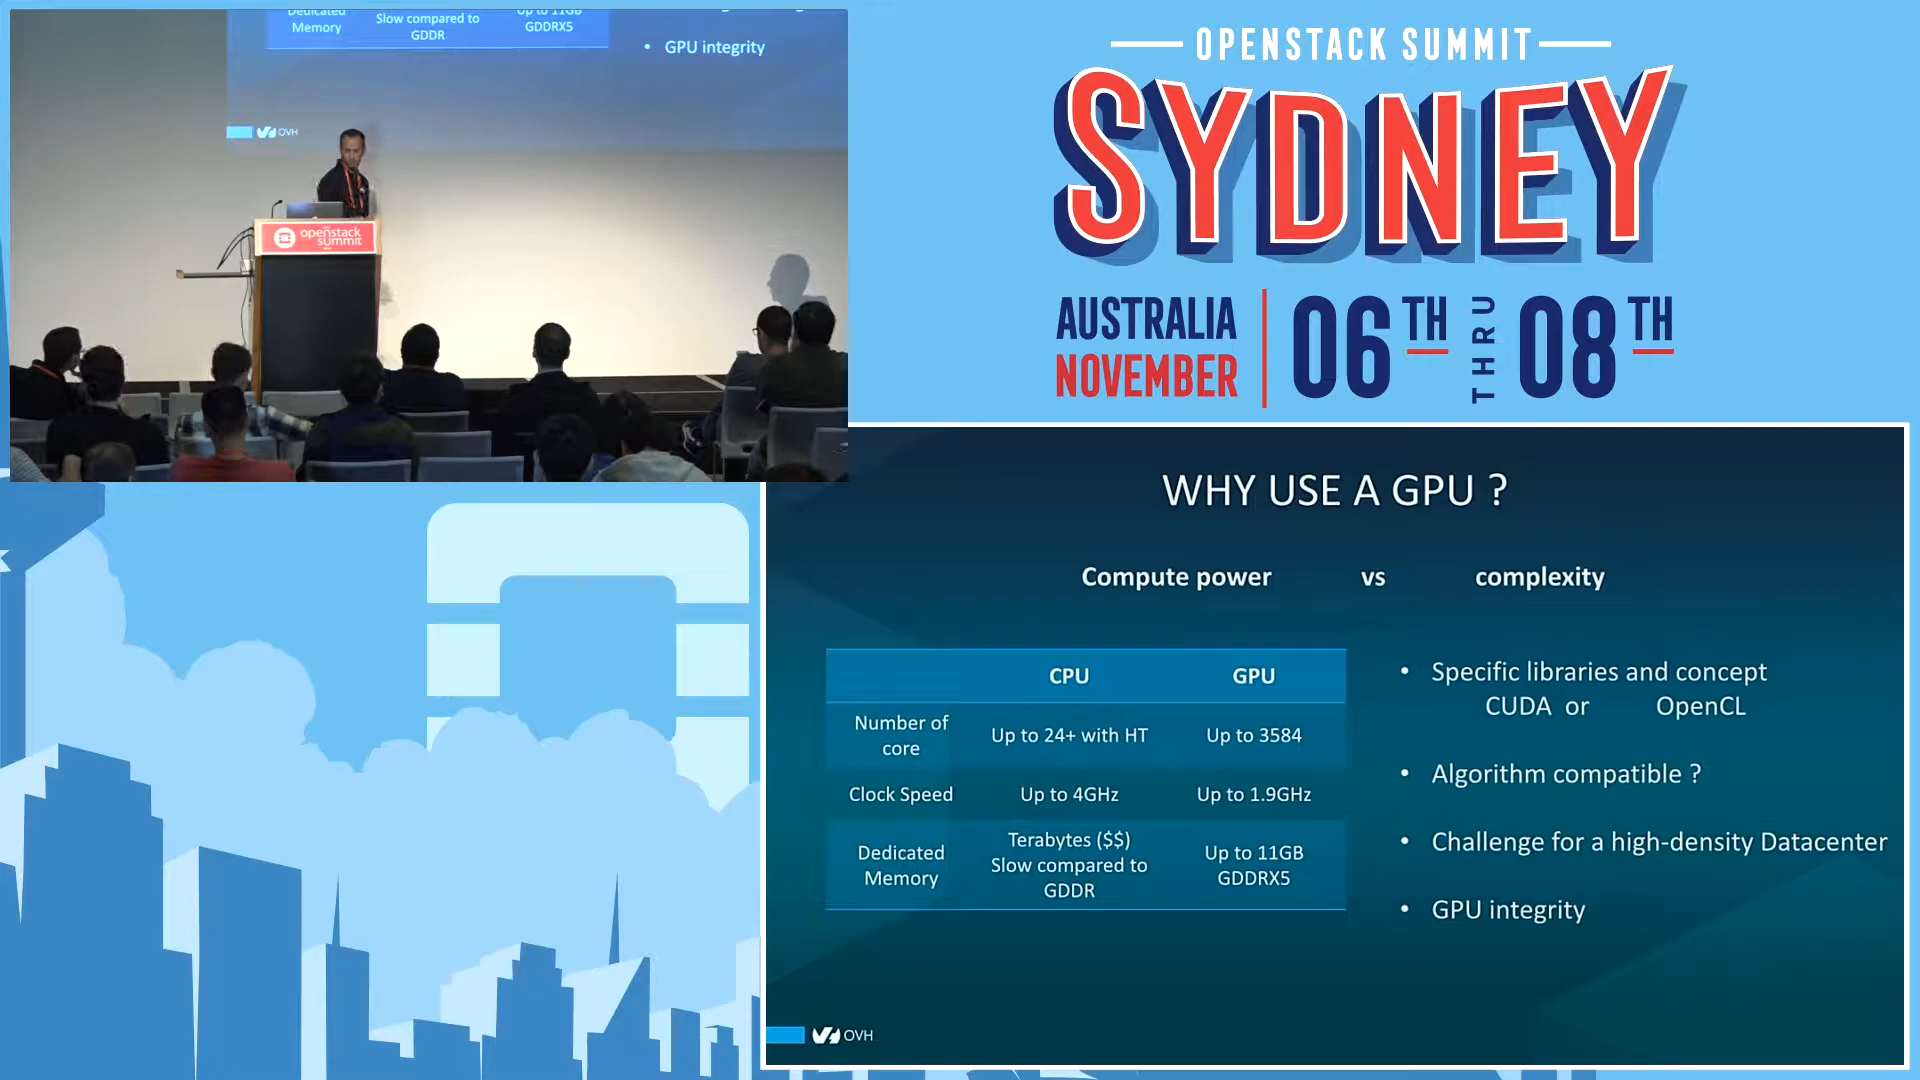 Dedicated
Memory
Slow compared to
GDDR
Up to 11GB
GDDRX5
• GPU integrity
OVH
openstack
summit
OPENSTACK SUMMIT
SYDNEY
AUSTRALIA
NOVEMBER
06TH THRU 08TH
WHY USE A GPU ?
Compute power vs complexity
CPU GPU
Number of
core
Up to 24+ with HT
Up to 3584
Clock Speed
Up to 4GHz
Up to 1.9GHz
Dedicated
Memory
Terabytes ($$)
Slow compared to
GDDR
Up to 11GB
GDDRX5
• Specific libraries and concept
CUDA or OpenCL
• Algorithm compatible ?
• Challenge for a high-density Datacenter
• GPU integrity
OVH